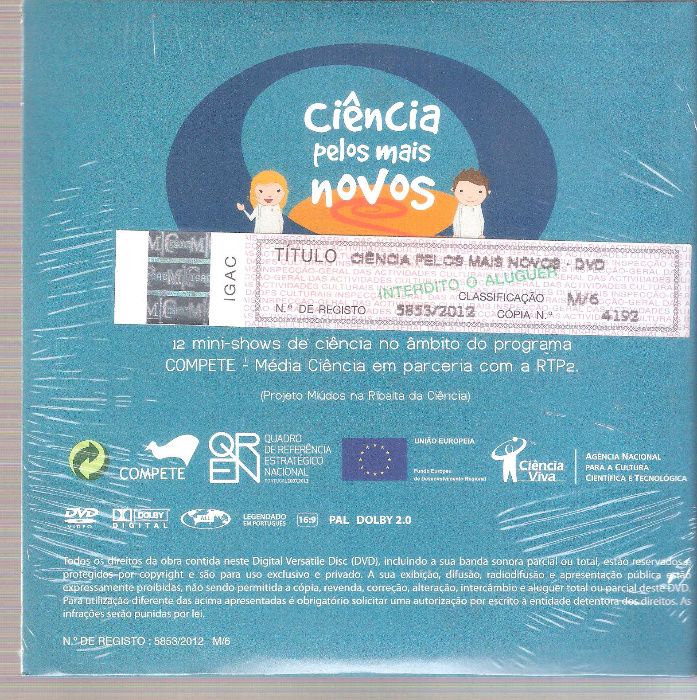 CiênCia
pelos mais
novos
IGAC
TÍTULO CIÊNCIA PELOS MAIS NOVOS - DVD
INTERDITO O ALUGUER
CLASSIFICAÇÃO M/6
N.º DE REGISTO 5853/2012 CÓPIA N.º 4192
12 mini-shows de ciência no âmbito do programa
COMPETE - Média Ciência em parceria com a RTP2.
(Projeto Miúdos na Ribalta da Ciência)
COMPETE
QREN
QUADRO
DE REFERÊNCIA
ESTRATÉGICO
NACIONAL
PORTUGAL 2007.2013
UNIÃO EUROPEIA
Fundo Europeu
de Desenvolvimento Regional
Ciência
Viva
AGÊNCIA NACIONAL
PARA A CULTURA
CIENTÍFICA E TECNOLÓGICA
DVD
VIDEO
DOLBY
DIGITAL
ALL
LEGENDADO
EM PORTUGUÊS
16:9
PAL DOLBY 2.0
Todos os direitos da obra contida neste Digital Versatile Disc (DVD), incluindo a sua banda sonora parcial ou total, estão reservados e
protegidos por copyright e são para uso exclusivo e privado. A sua exibição, difusão, radiodifusão e apresentação pública estão
expressamente proibidas, não sendo permitida a cópia, revenda, correção, alteração, intercâmbio e aluguer total ou parcial deste DVD.
Para utilização diferente das acima apresentadas é obrigatório solicitar uma autorização por escrito à entidade detentora dos direitos. As
infrações serão punidas por lei.
N.º DE REGISTO : 5853/2012 M/6